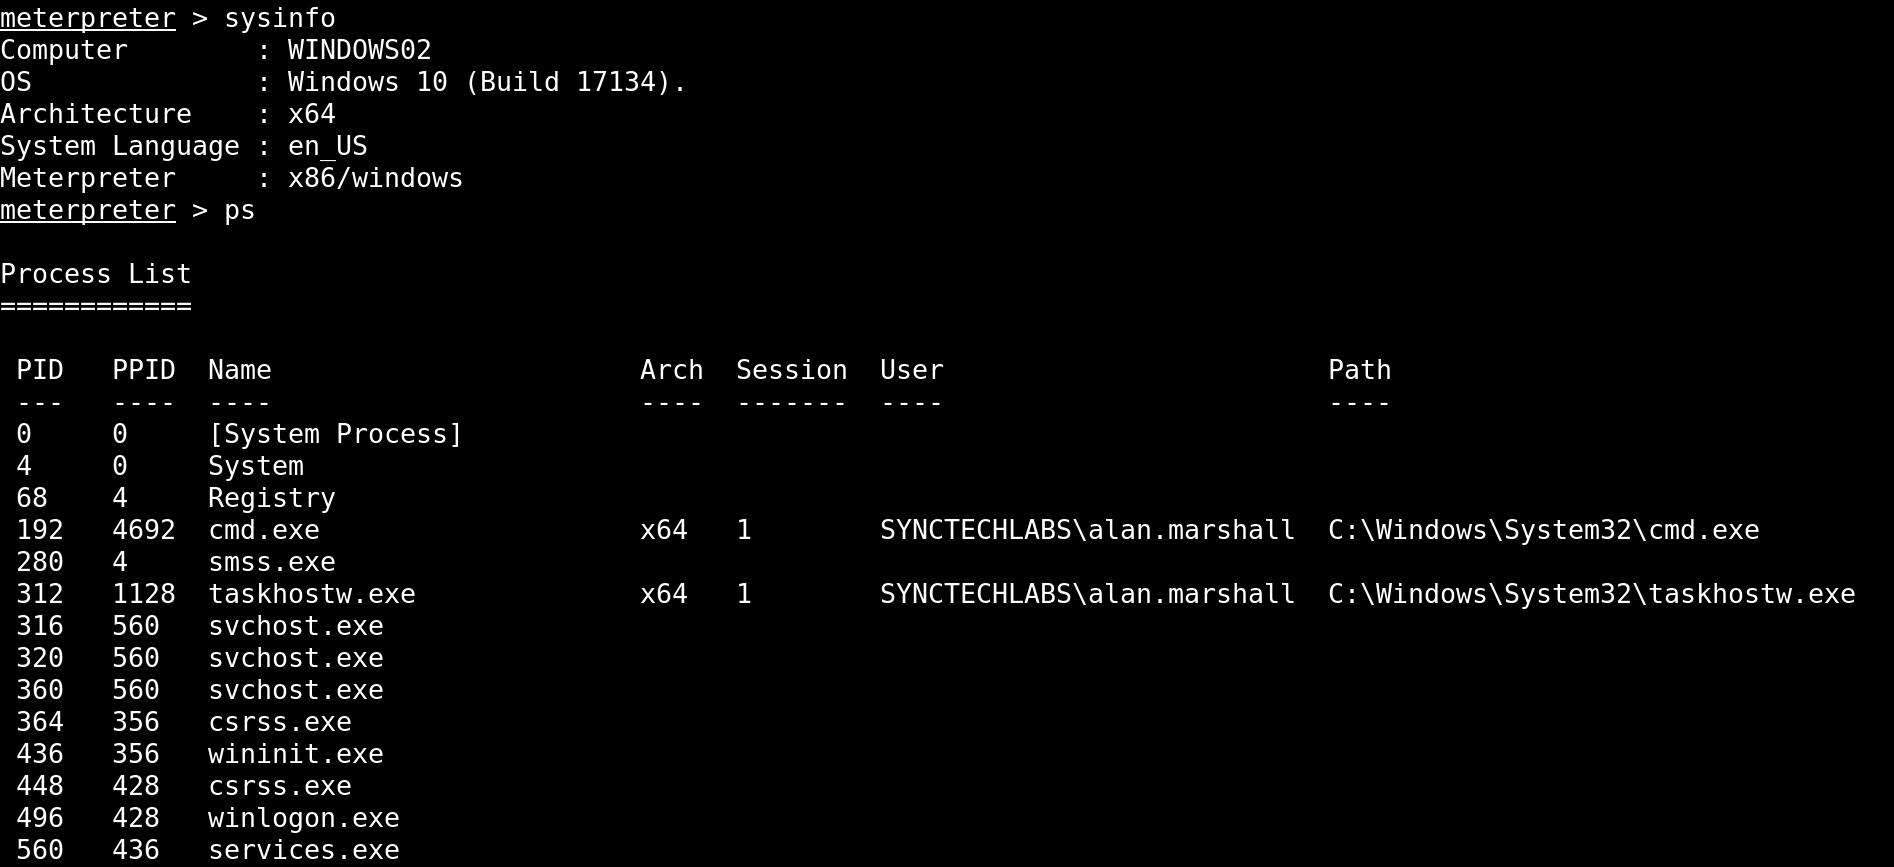 meterpreter > sysinfo
Computer        : WINDOWS02
OS              : Windows 10 (Build 17134).
Architecture    : x64
System Language : en_US
Meterpreter     : x86/windows
meterpreter > ps

Process List
============

 PID   PPID  Name                       Arch  Session  User                        Path
 ---   ----  ----                       ----  -------  ----                        ----
 0     0     [System Process]
 4     0     System
 68    4     Registry
 192   4692  cmd.exe                    x64   1        SYNCTECHLABS\alan.marshall  C:\Windows\System32\cmd.exe
 280   4     smss.exe
 312   1128  taskhostw.exe              x64   1        SYNCTECHLABS\alan.marshall  C:\Windows\System32\taskhostw.exe
 316   560   svchost.exe
 320   560   svchost.exe
 360   560   svchost.exe
 364   356   csrss.exe
 436   356   wininit.exe
 448   428   csrss.exe
 496   428   winlogon.exe
 560   436   services.exe